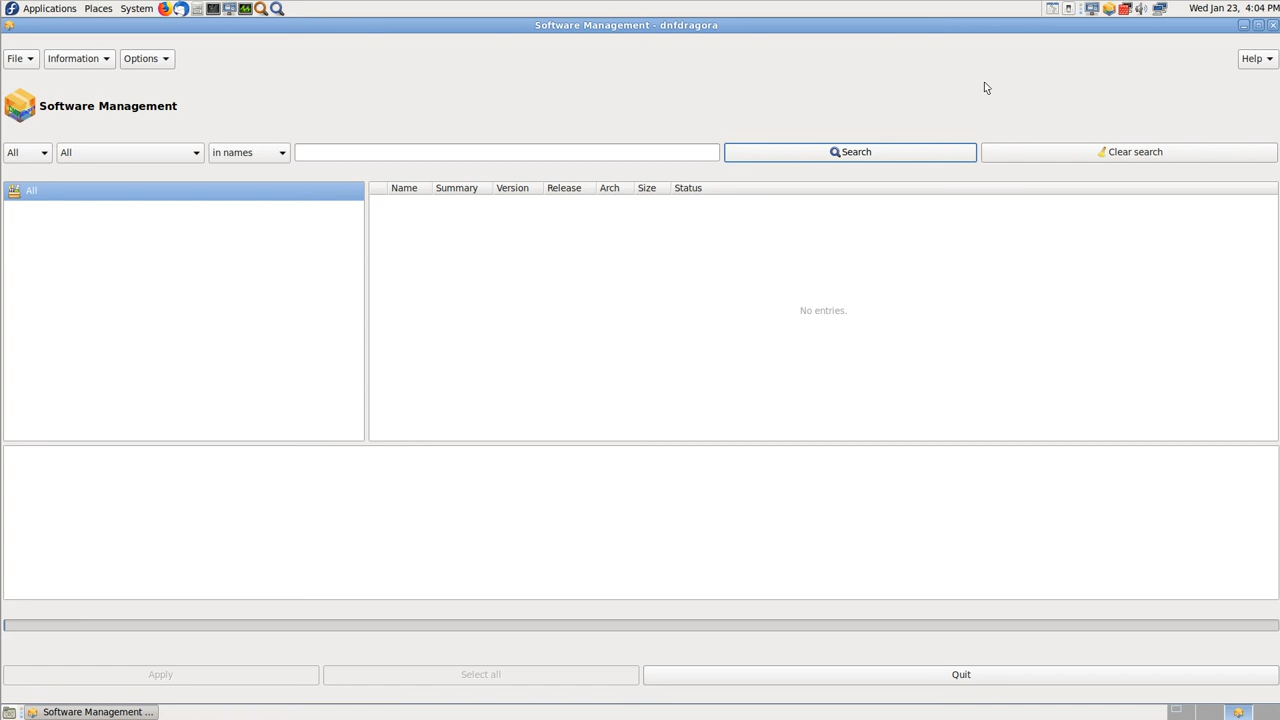 Applications Places System Wed Jan 23, 4:04 PM
Software Management - dnfdragora
File Information Options Help
Software Management
All All in names Search Clear search
All
Name Summary Version Release Arch Size Status
No entries.
Apply Select all Quit
Software Management ...